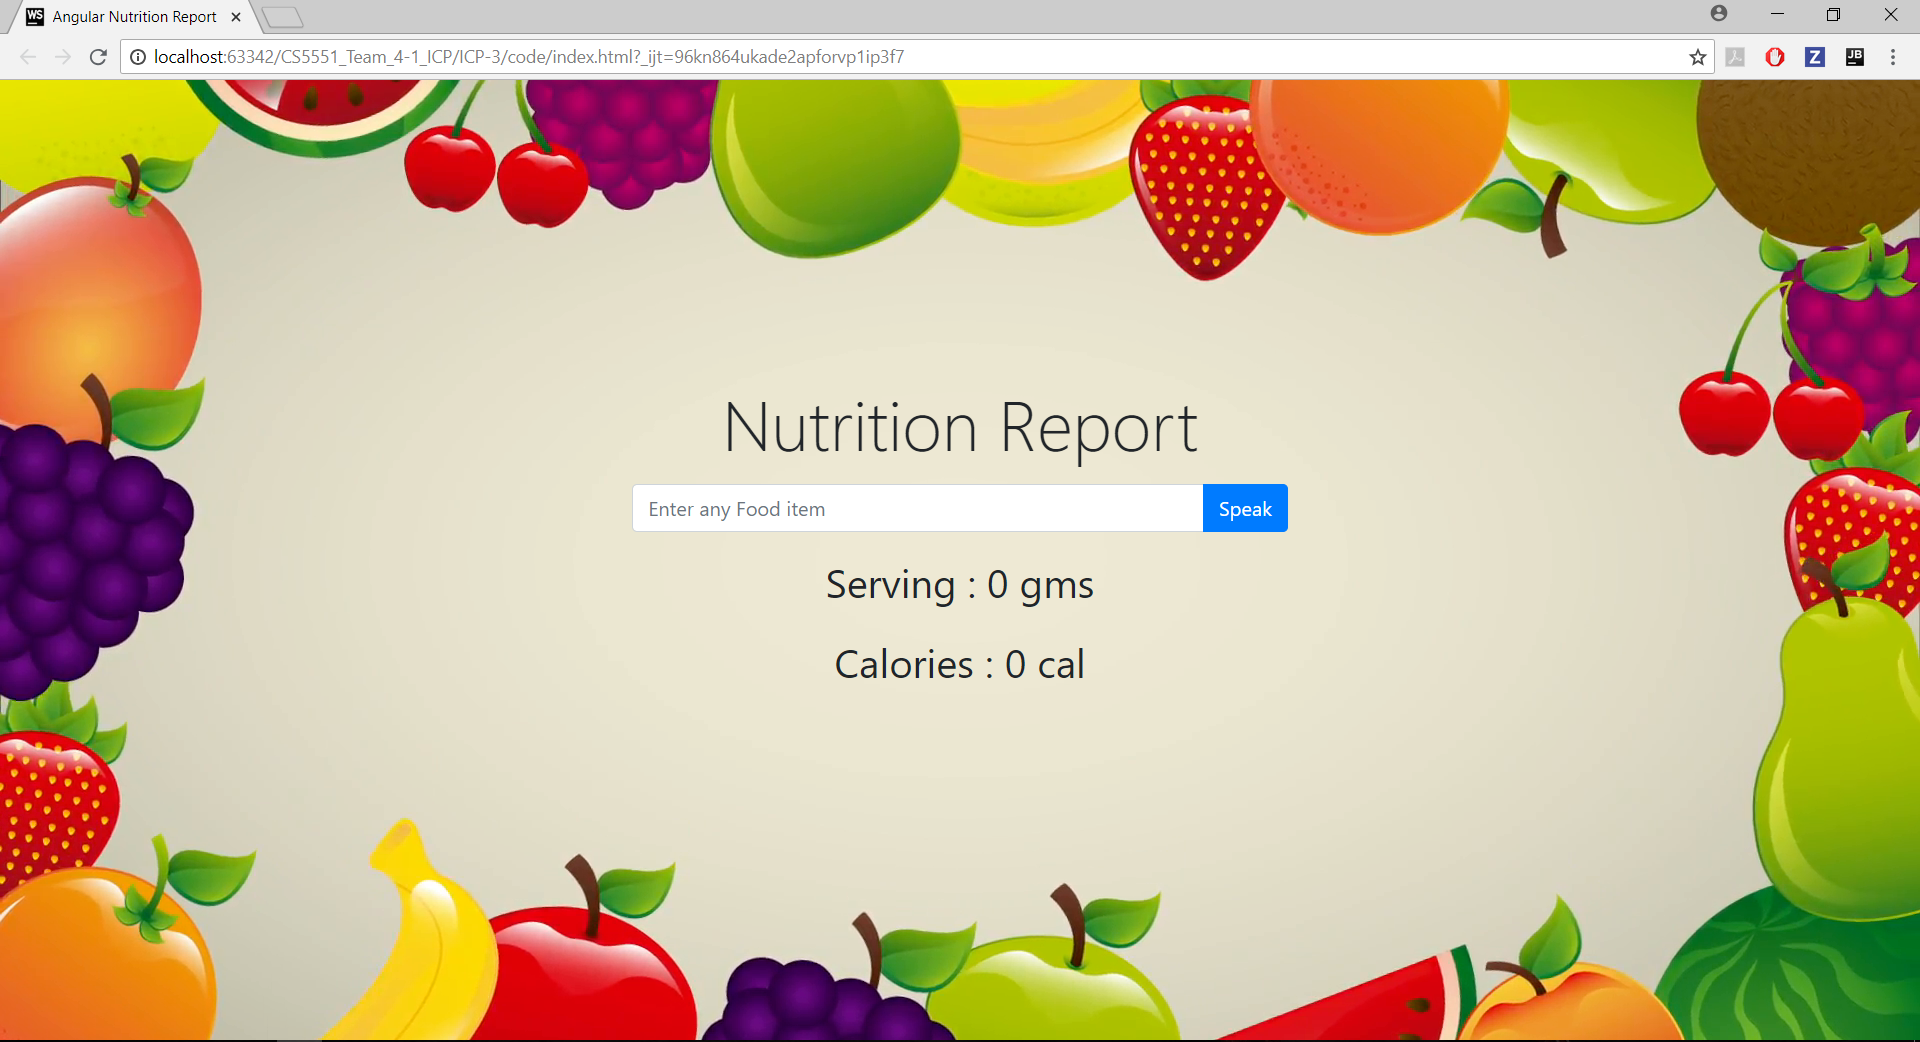 WS Angular Nutrition Report
localhost:63342/CS5551_Team_4-1_ICP/ICP-3/code/index.html?_ijt=96kn864ukade2apforvp1ip3f7
Z JB
Nutrition Report
Enter any Food item Speak
Serving : 0 gms
Calories : 0 cal